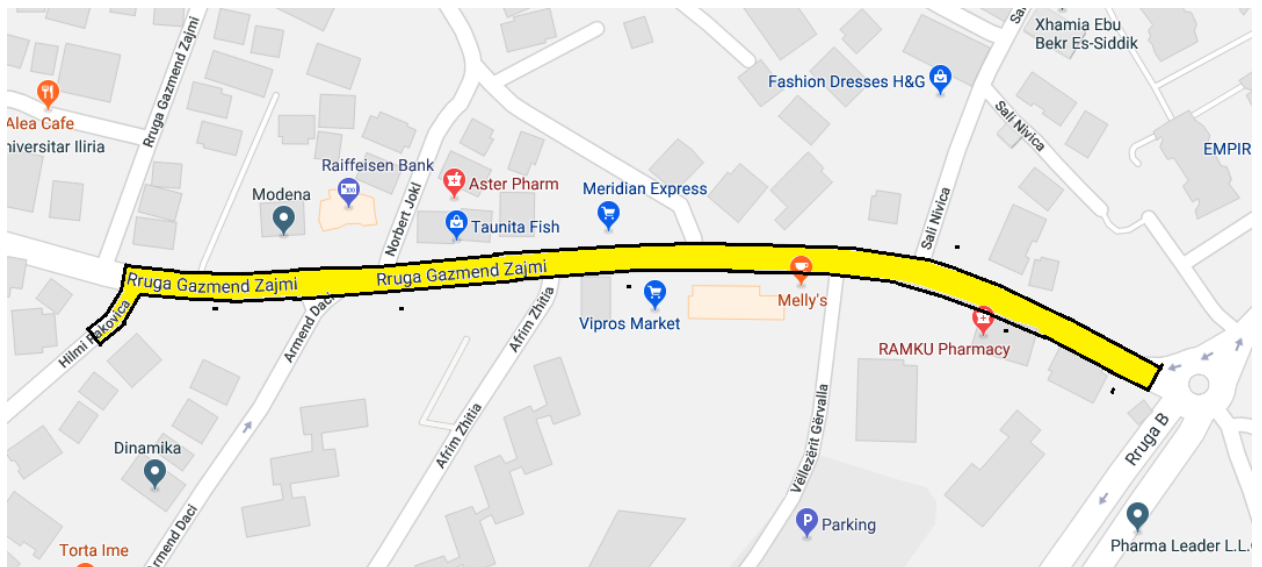 Xhamia Ebu
Bekr Es-Siddik
Fashion Dresses H&G
Rruga Gazmend Zajmi
Alea Cafe
niversitar Iliria
Sali Nivica
EMPIR
Raiffeisen Bank
Modena
Aster Pharm
Meridian Express
Norbert Jokl
Taunita Fish
Sali Nivica
Rruga Gazmend Zajmi
Rruga Gazmend Zajmi
Melly's
Vipros Market
Hilmi Rakovica
Armend Daci
Afrim Zhitia
RAMKU Pharmacy
Afrim Zhitia
Vëllezërit Gërvalla
Rruga B
Dinamika
Parking
Armend Daci
Torta Ime
Pharma Leader L.L.